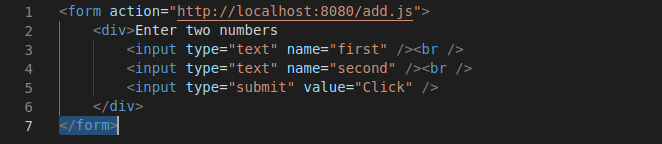 1 <form action="http://localhost:8080/add.js">
2 <div>Enter two numbers
3 <input type="text" name="first" /><br />
4 <input type="text" name="second" /><br />
5 <input type="submit" value="Click" />
6 </div>
7 </form>